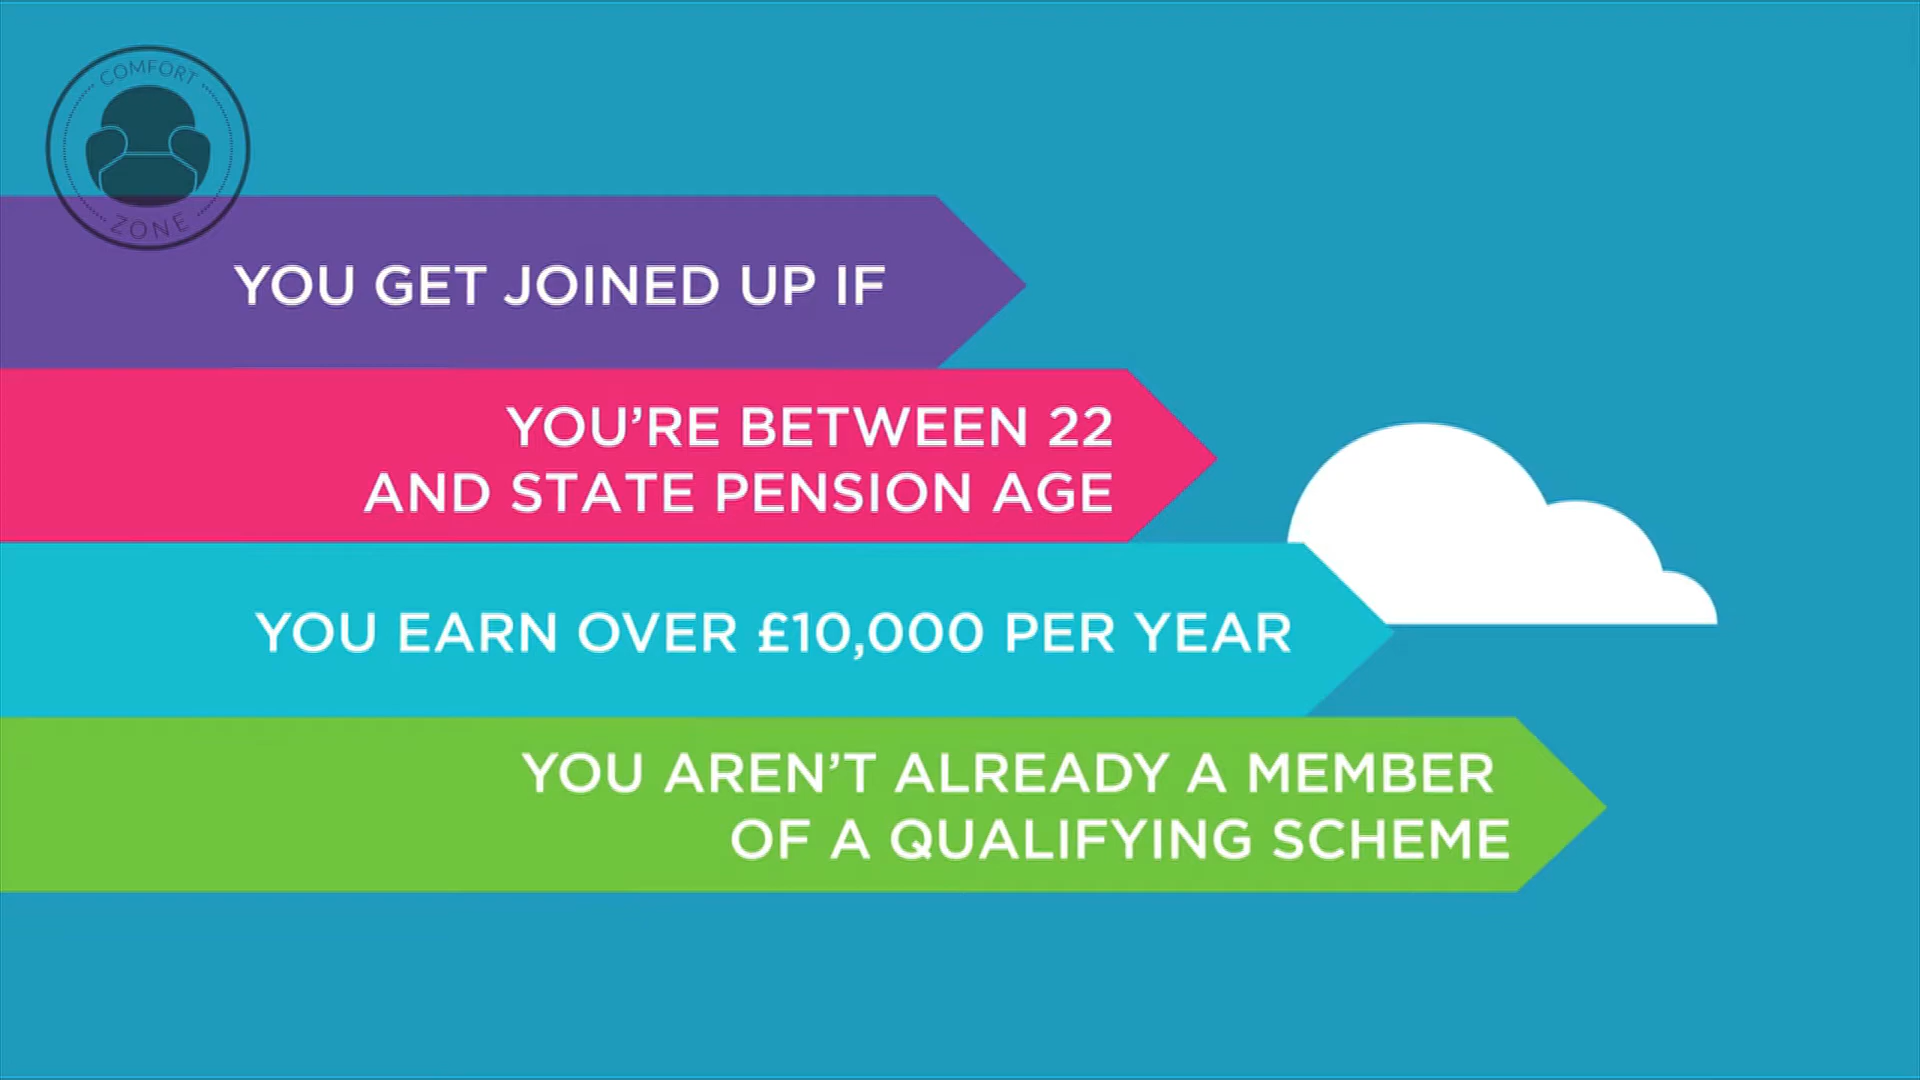 COMFORT
ZONE
YOU GET JOINED UP IF
YOU'RE BETWEEN 22
AND STATE PENSION AGE
YOU EARN OVER £10,000 PER YEAR
YOU AREN'T ALREADY A MEMBER
OF A QUALIFYING SCHEME